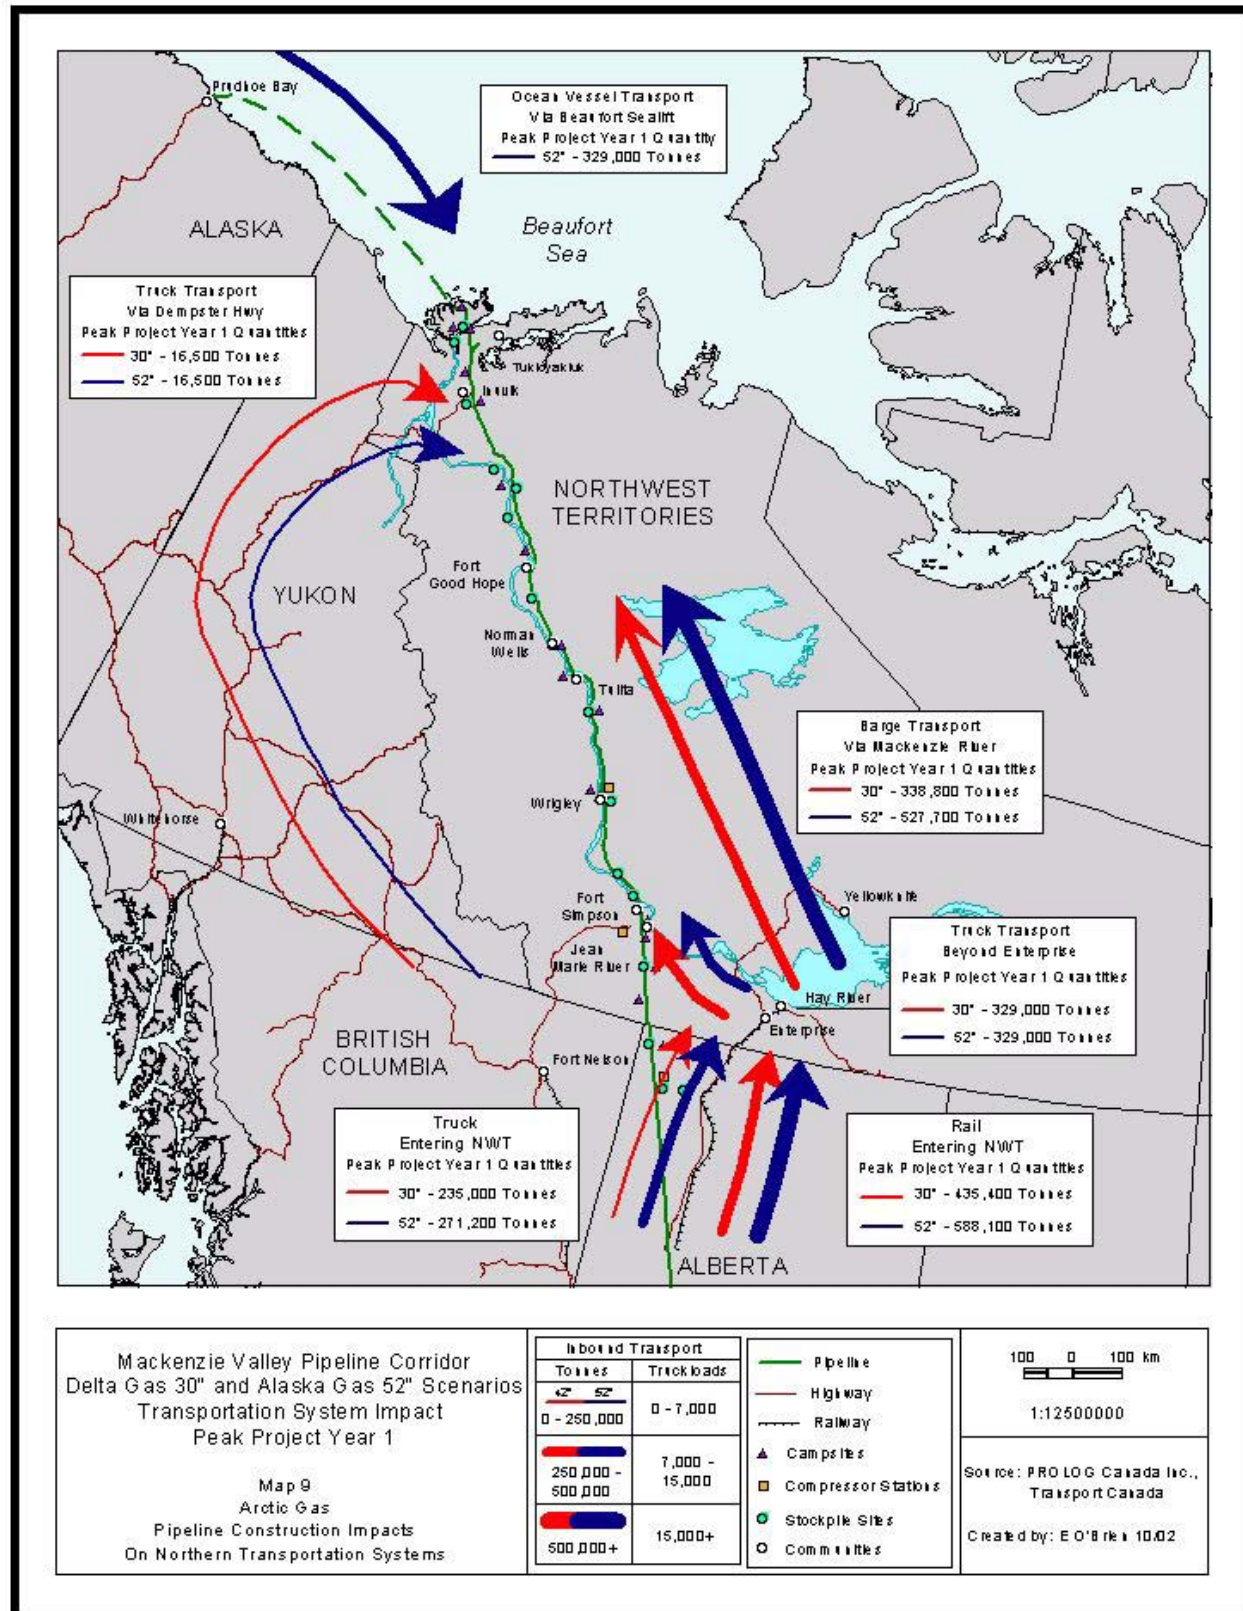 Prudhoe Bay
Ocean Vessel Transport
Via Beaufort Sealift
Peak Project Year 1 Quantity
52" - 329,000 Tonnes
ALASKA
Beaufort
Sea
Truck Transport
Via Dempster Hwy
Peak Project Year 1 Quantities
30" - 16,500 Tonnes
52" - 16,500 Tonnes
Tuktoyaktuk
Inuvik
NORTHWEST
TERRITORIES
Fort
Good Hope
YUKON
Norman
Wells
Tulita
Barge Transport
Via Mackenzie River
Peak Project Year 1 Quantities
30" - 338,800 Tonnes
52" - 527,700 Tonnes
Wrigley
Whitehorse
Fort
Simpson
Yellowknife
Jean
Marie River
Truck Transport
Beyond Enterprise
Peak Project Year 1 Quantities
30" - 329,000 Tonnes
52" - 329,000 Tonnes
Hay River
Enterprise
BRITISH
COLUMBIA
Fort Nelson
Truck
Entering NWT
Peak Project Year 1 Quantities
30" - 235,000 Tonnes
52" - 271,200 Tonnes
Rail
Entering NWT
Peak Project Year 1 Quantities
30" - 435,400 Tonnes
52" - 588,100 Tonnes
ALBERTA
Mackenzie Valley Pipeline Corridor
Delta Gas 30" and Alaska Gas 52" Scenarios
Transportation System Impact
Peak Project Year 1
Map 9
Arctic Gas
Pipeline Construction Impacts
On Northern Transportation Systems
Inbound Transport
Tonnes Truckloads
42" 52"
0 - 250,000 0 - 7,000
250,000 - 500,000 7,000 - 15,000
500,000+ 15,000+
Pipeline
Highway
Railway
Campsites
Compressor Stations
Stockpile Sites
Communities
100 0 100 km
1:12500000
Source: PROLOG Canada Inc.,
Transport Canada
Created by: E O'Brien 10/02